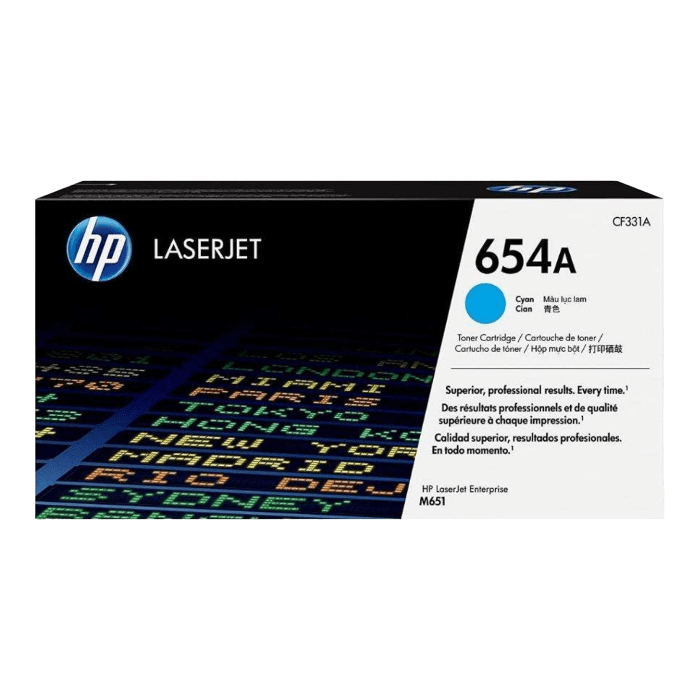 hp
hp
LASERJET
CF331A
654A
Cyan Màu lục lam
Cian 青色
Toner Cartridge / Cartouche de toner /
Cartucho de tóner / Hộp mực bột / 打印硒鼓
Superior, professional results. Every time.¹
Des résultats professionnels et de qualité
supérieure à chaque impression.¹
Calidad superior, resultados profesionales.
En todo momento.¹
HP LaserJet Enterprise
M651
LONDON
MIAMI
PARIS
TOKYO
HONG KO
NEW YORK
MADRID
RIO DEJ
SYDNEY